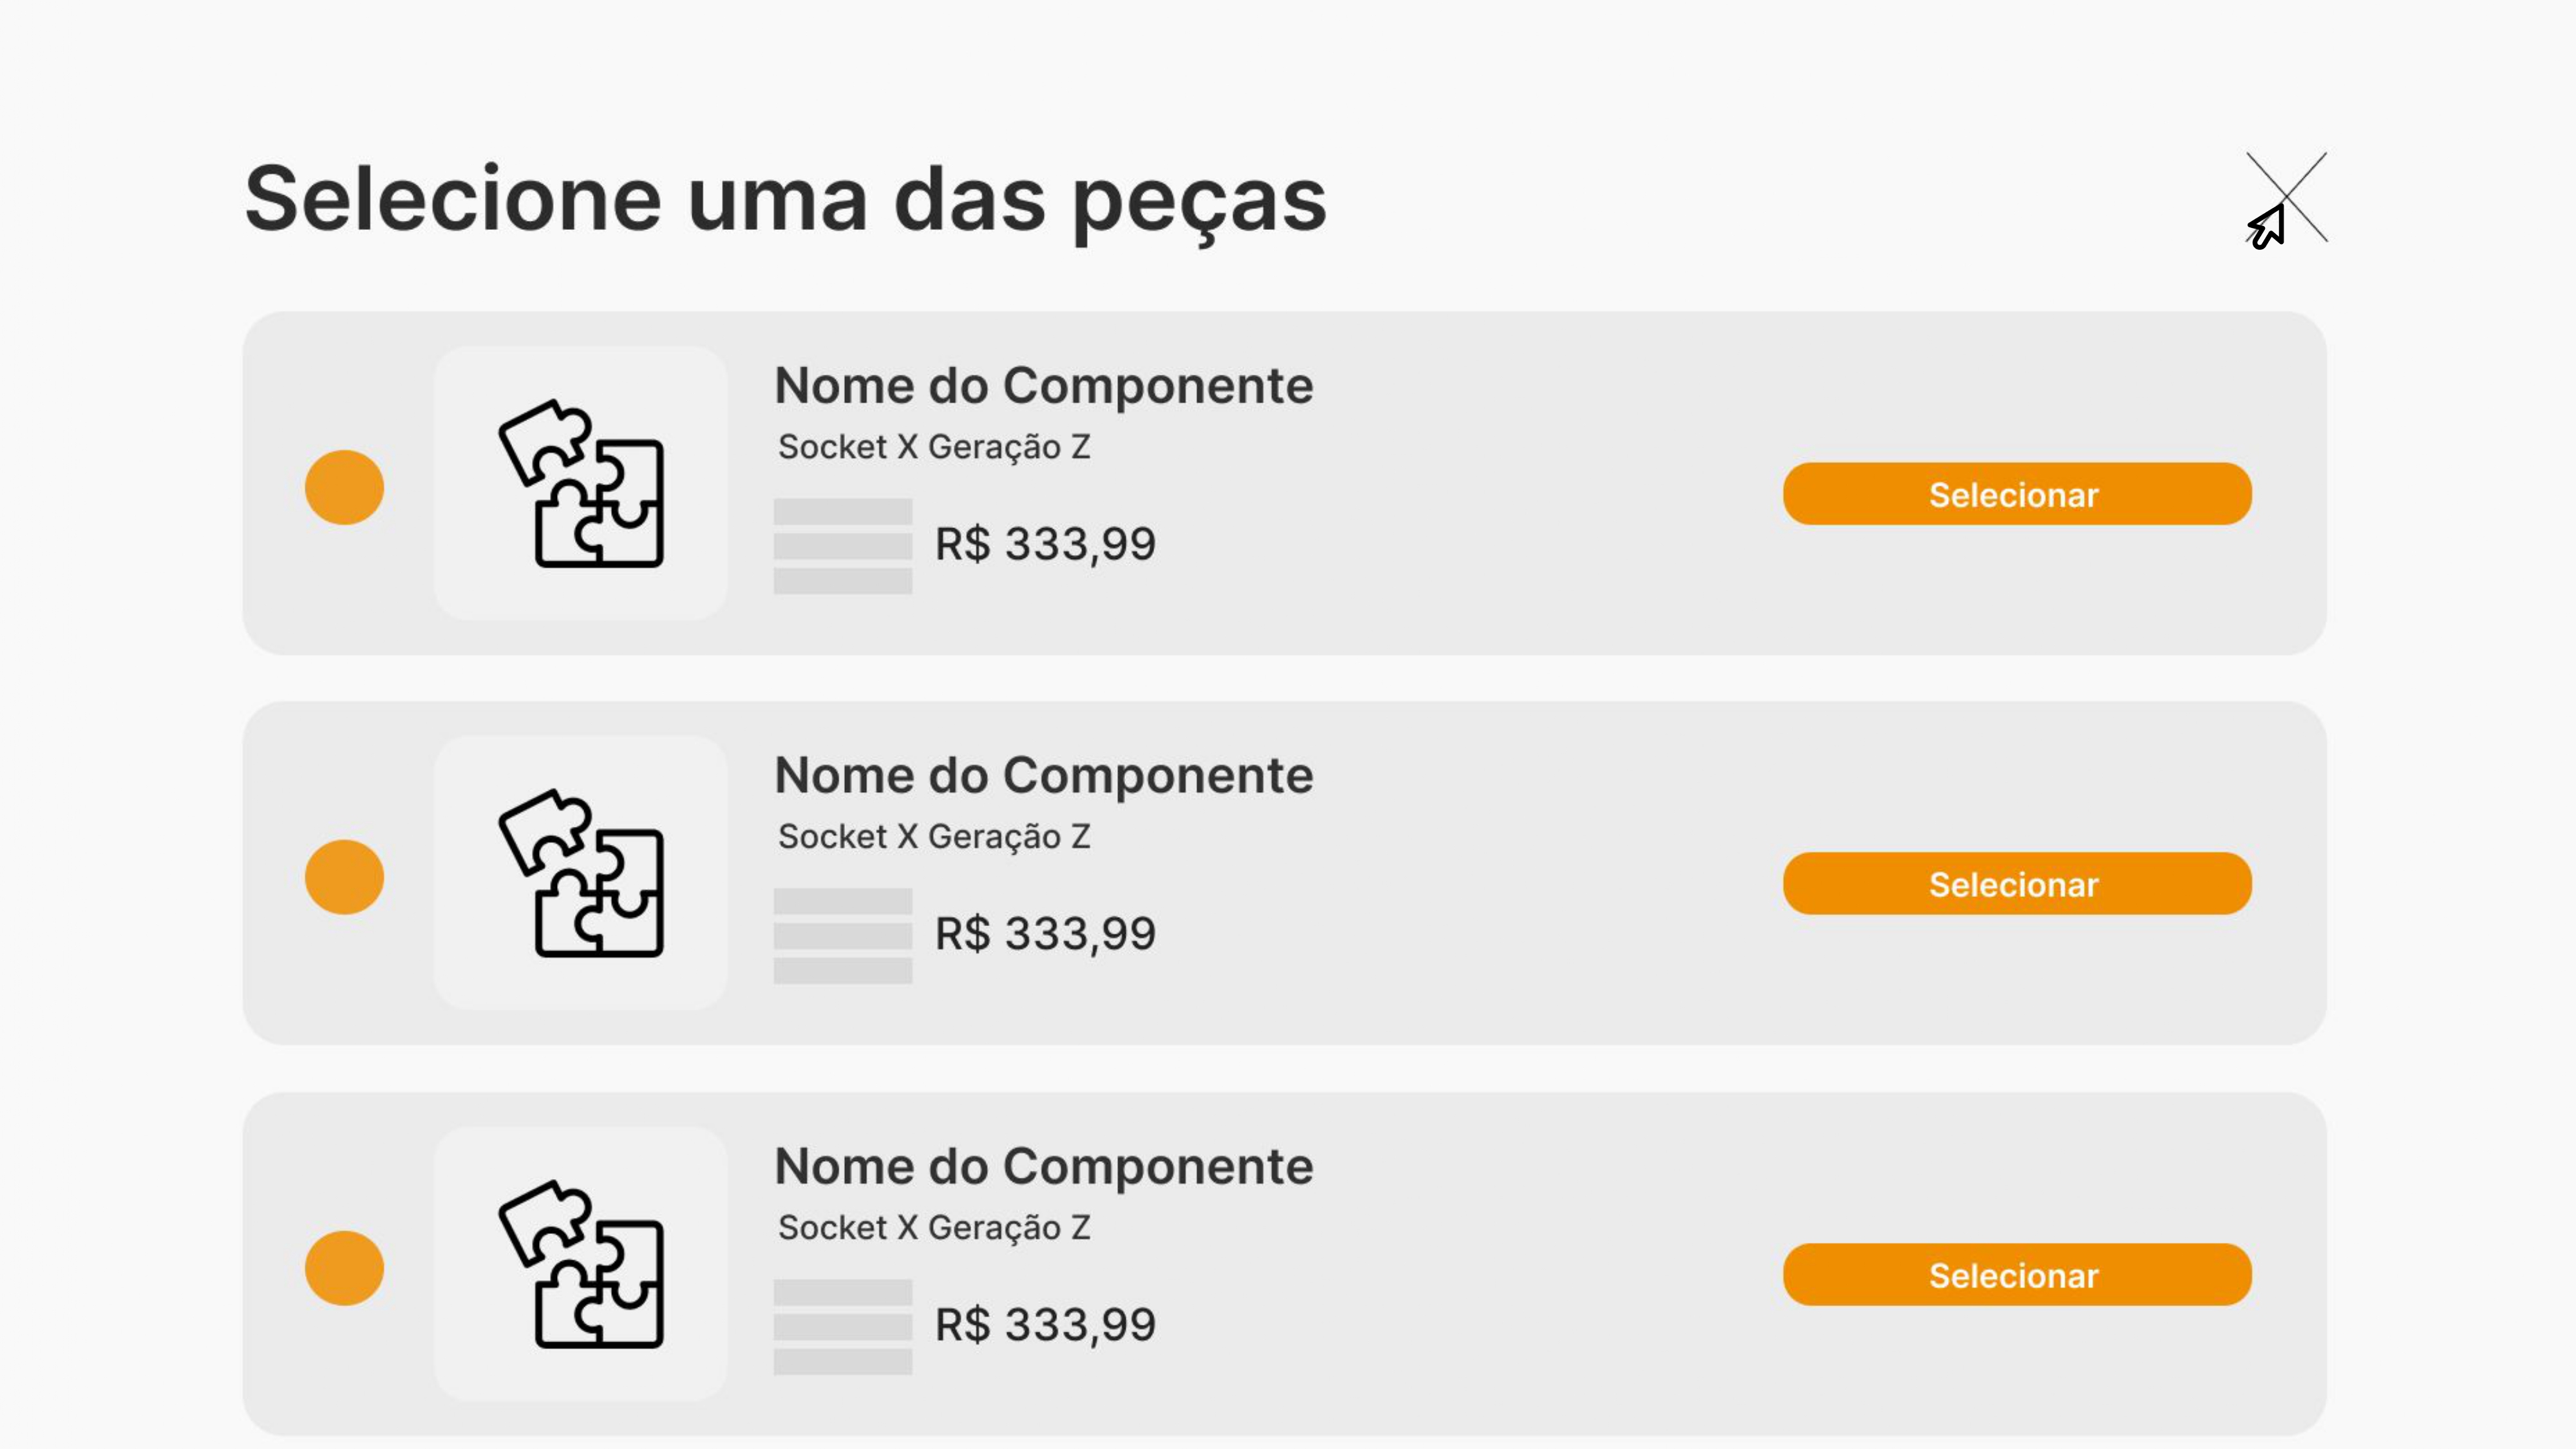 Selecione uma das peças
Nome do Componente
Socket X Geração Z
R$ 333,99
Selecionar
Nome do Componente
Socket X Geração Z
R$ 333,99
Selecionar
Nome do Componente
Socket X Geração Z
R$ 333,99
Selecionar